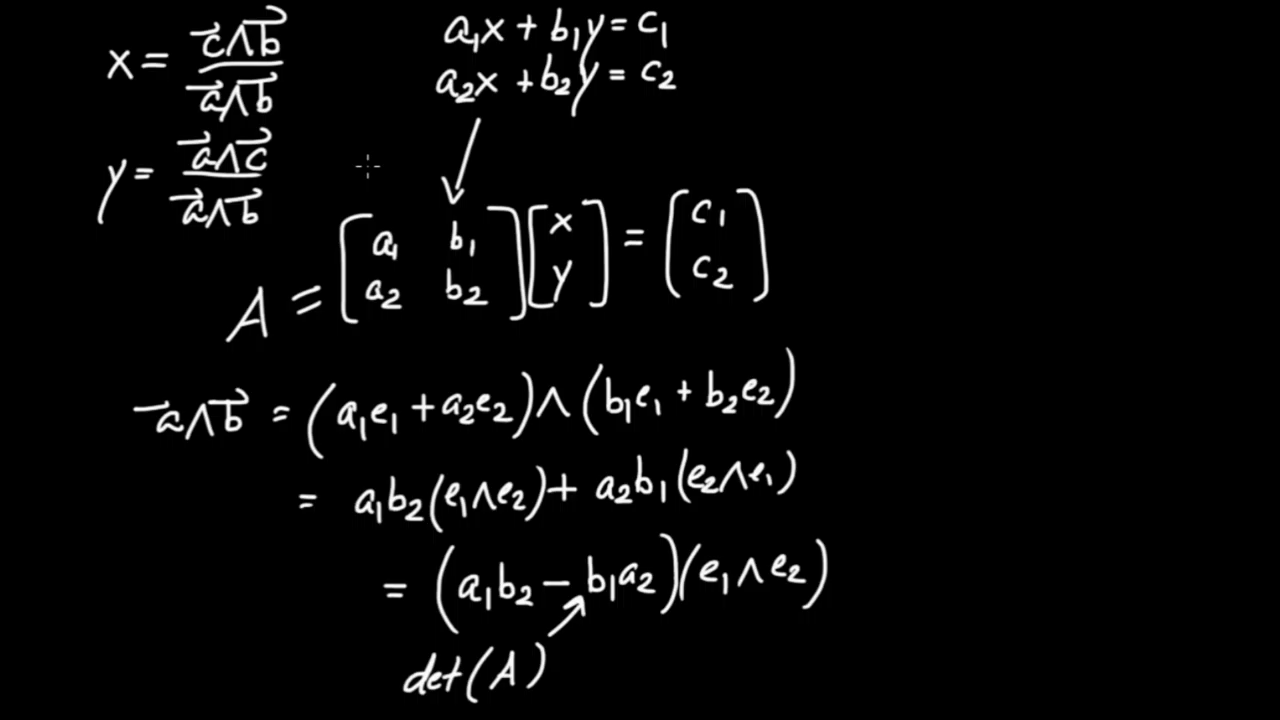 x = c⃗∧b⃗ / a⃗∧b⃗
y = a⃗∧c⃗ / a⃗∧b⃗
a₁x + b₁y = c₁
a₂x + b₂y = c₂
A = [a₁ b₁; a₂ b₂] [x; y] = [c₁; c₂]
a⃗∧b⃗ = (a₁e₁ + a₂e₂) ∧ (b₁e₁ + b₂e₂)
= a₁b₂(e₁∧e₂) + a₂b₁(e₂∧e₁)
= (a₁b₂ − b₁a₂)(e₁∧e₂)
det(A)